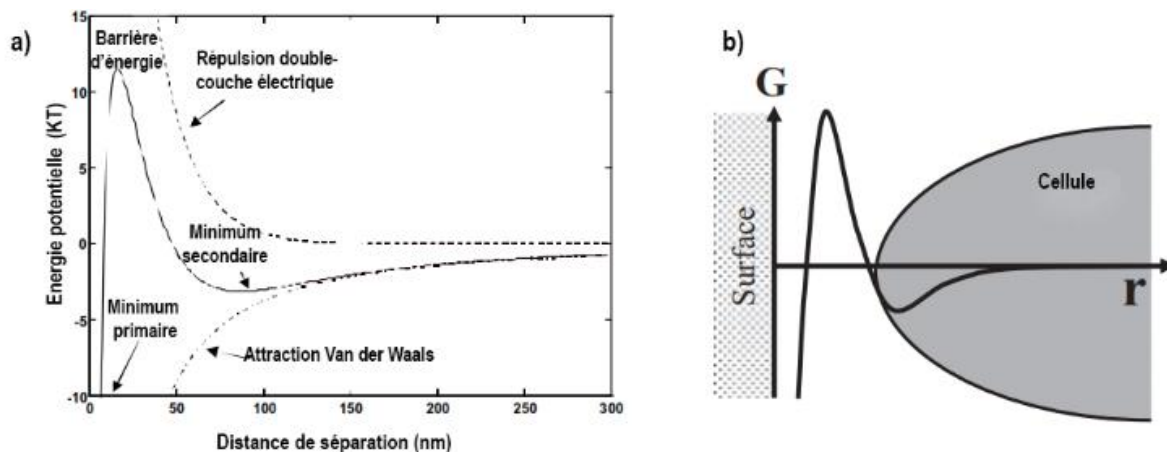 a)
Barrière
d'énergie
Répulsion double-
couche électrique
Minimum
secondaire
Minimum
primaire
Attraction Van der Waals
Energie potentielle (KT)
15
10
5
0
-5
-10
0
50
100
150
200
250
300
Distance de séparation (nm)
b)
G
Surface
Cellule
r